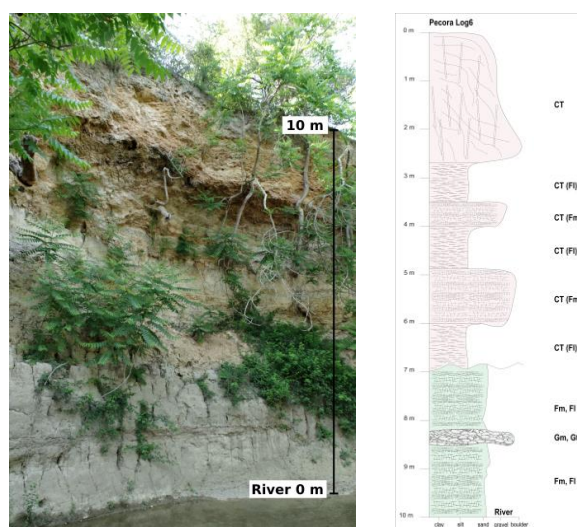 10 m
River 0 m
Pecora Log6
0 m
1 m
2 m
3 m
4 m
5 m
6 m
7 m
8 m
9 m
10 m
CT
CT (Fl)
CT (Fm
CT (Fl)
CT (Fm
CT (Fl)
Fm, Fl
Gm, G
Fm, Fl
River
clay silt sand gravel boulder